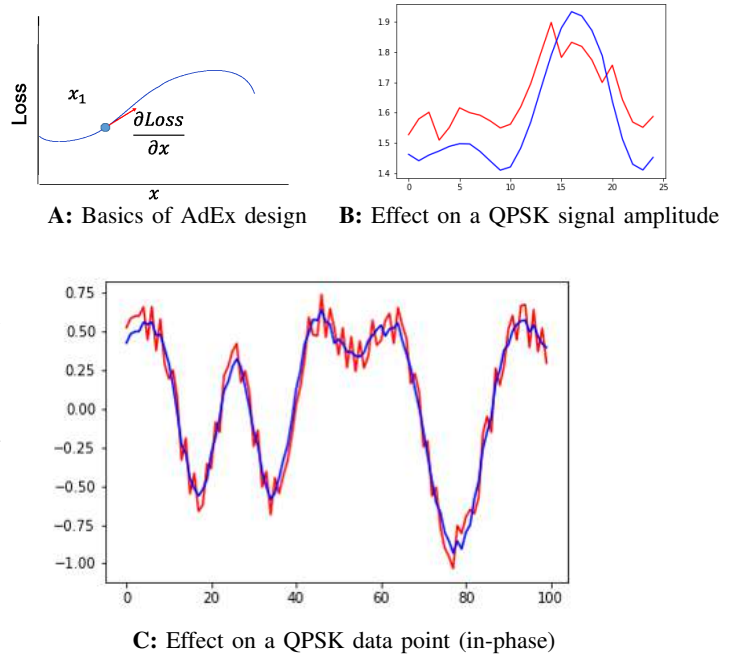 Loss
x₁
∂Loss
∂x
x
A: Basics of AdEx design
1.9
1.8
1.7
1.6
1.5
1.4
0 5 10 15 20 25
B: Effect on a QPSK signal amplitude
0.75
0.50
0.25
0.00
−0.25
−0.50
−0.75
−1.00
0 20 40 60 80 100
C: Effect on a QPSK data point (in-phase)